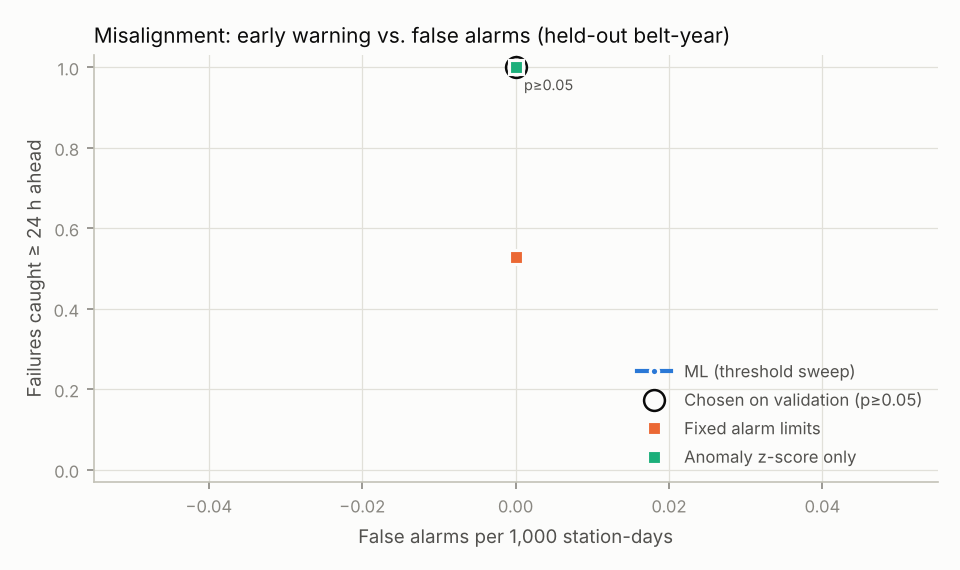 Misalignment: early warning vs. false alarms (held-out belt-year)
Failures caught ≥ 24 h ahead
1.0
0.8
0.6
0.4
0.2
0.0
p≥0.05
ML (threshold sweep)
Chosen on validation (p≥0.05)
Fixed alarm limits
Anomaly z-score only
−0.04
−0.02
0.00
0.02
0.04
False alarms per 1,000 station-days